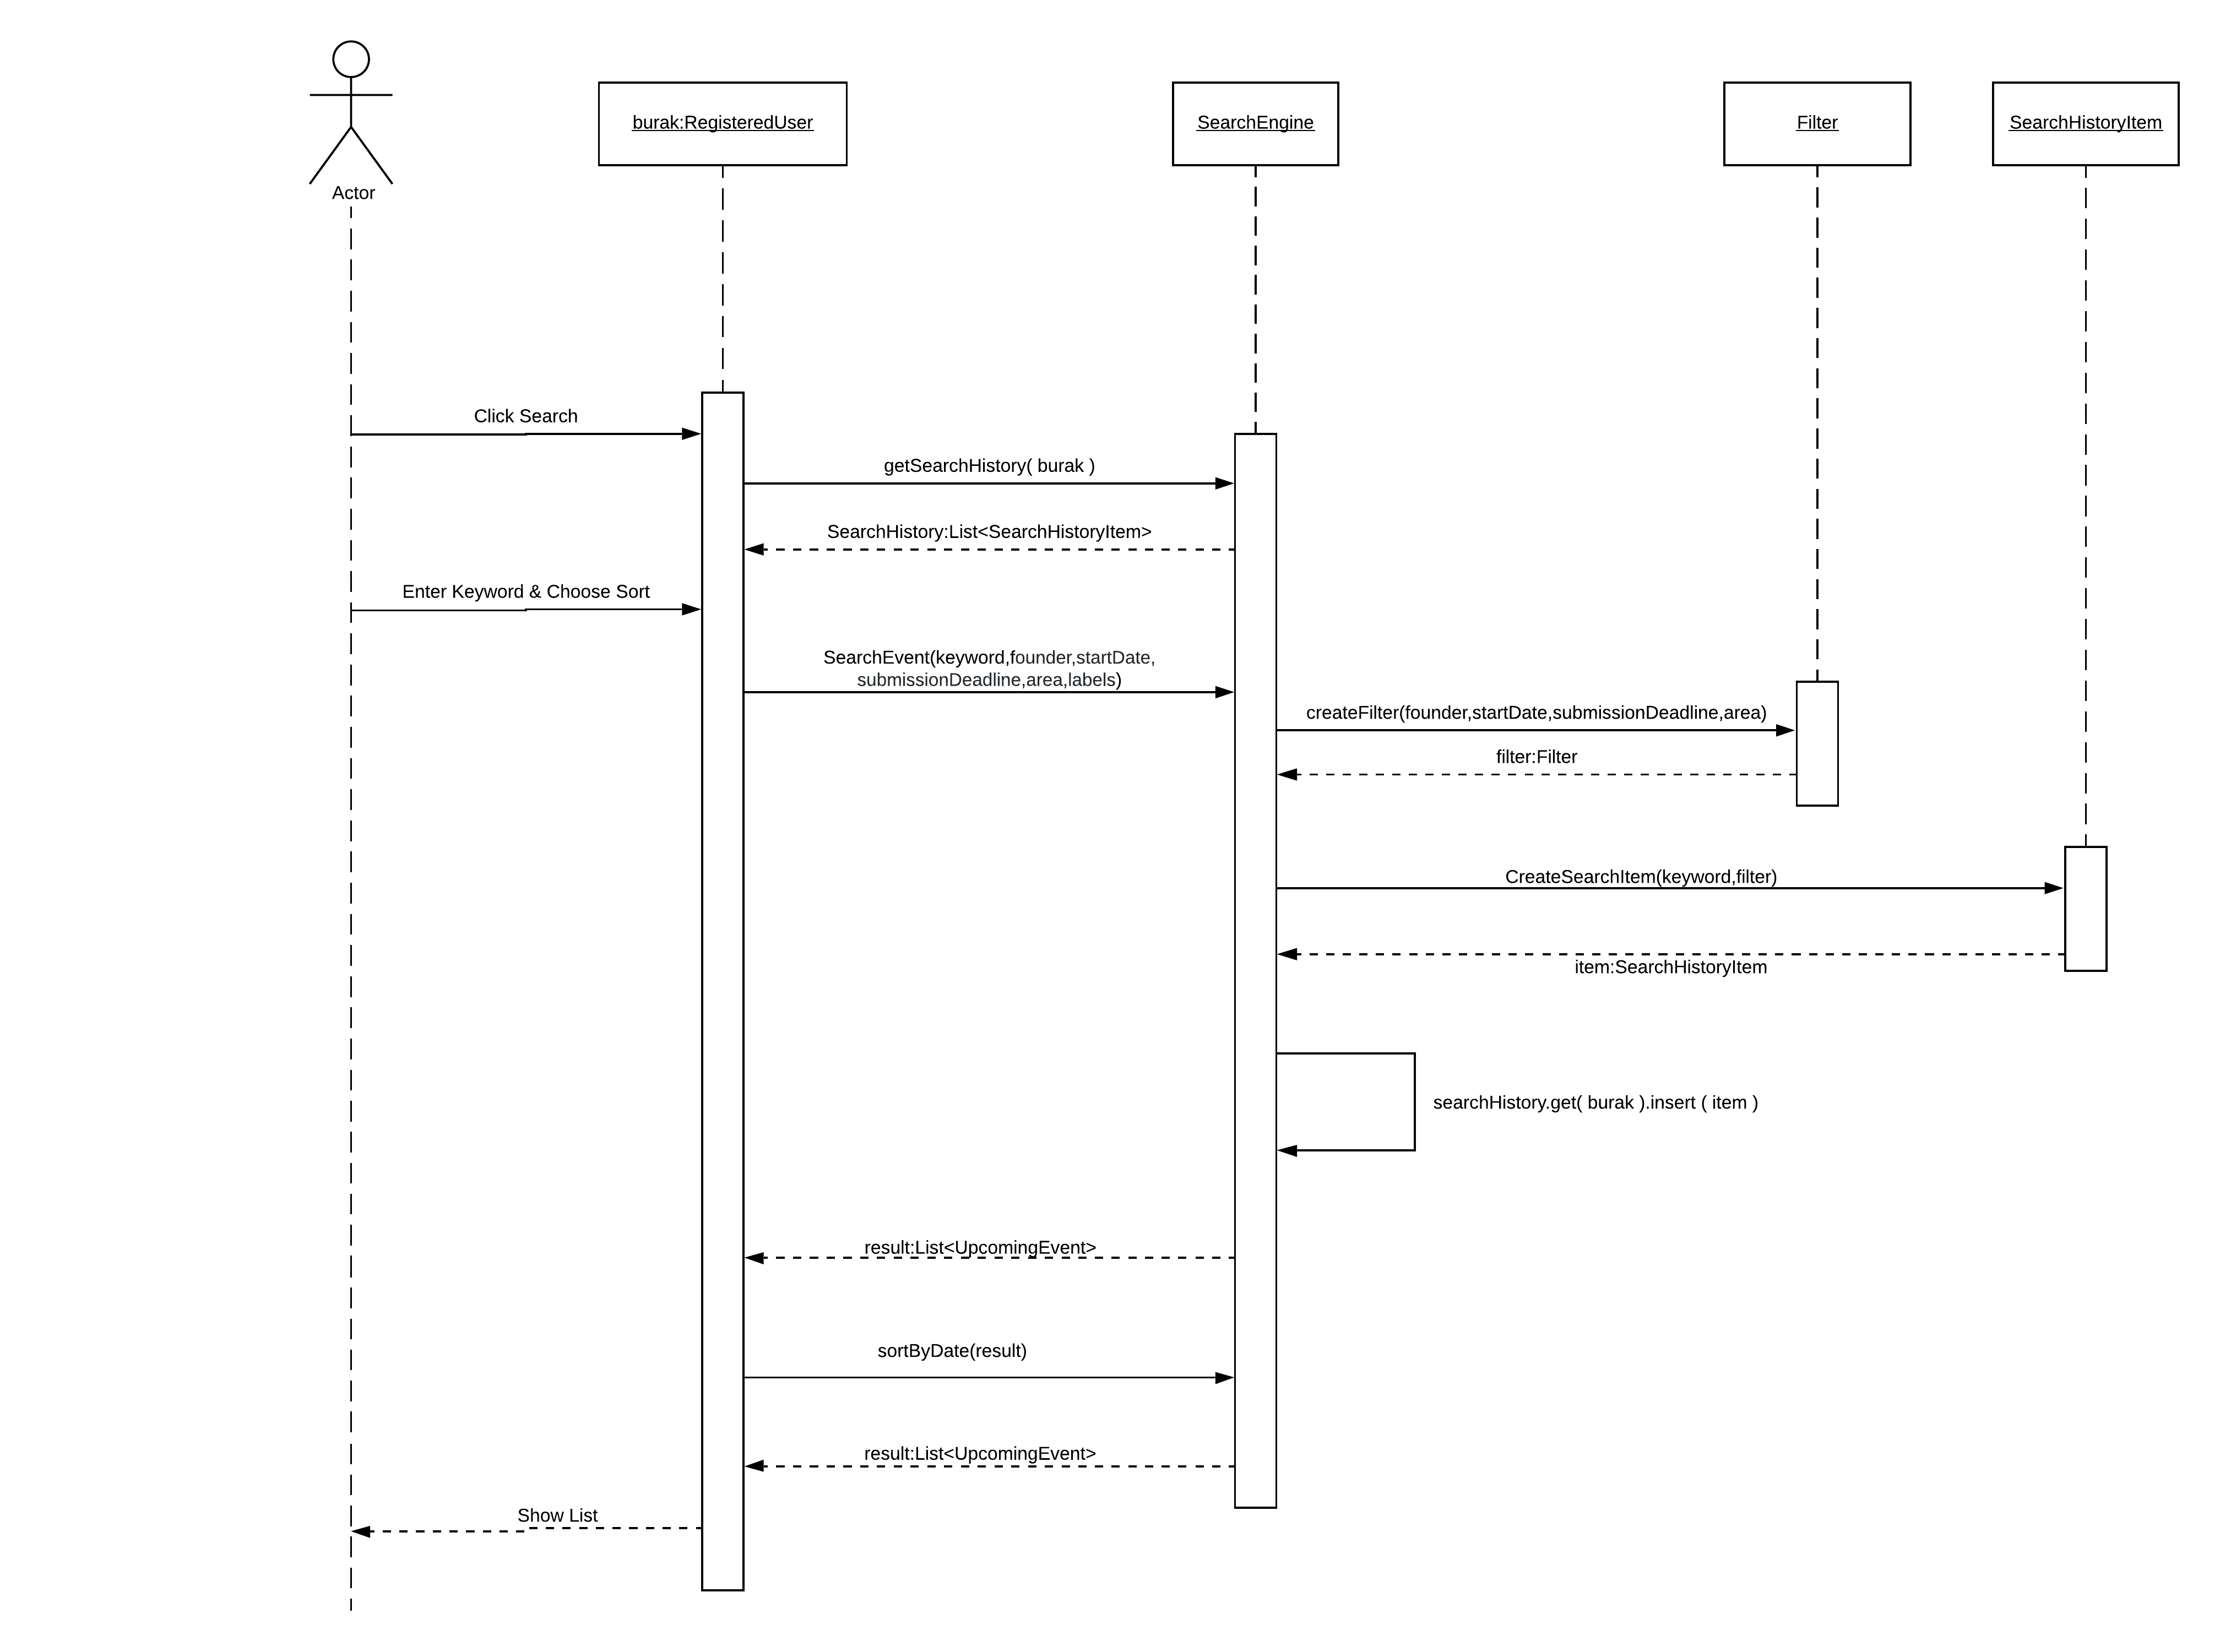 Actor
burak:RegisteredUser
SearchEngine
Filter
SearchHistoryItem
Click Search
getSearchHistory( burak )
SearchHistory:List<SearchHistoryItem>
Enter Keyword & Choose Sort
SearchEvent(keyword,founder,startDate,
submissionDeadline,area,labels)
createFilter(founder,startDate,submissionDeadline,area)
filter:Filter
CreateSearchItem(keyword,filter)
item:SearchHistoryItem
searchHistory.get( burak ).insert ( item )
result:List<UpcomingEvent>
sortByDate(result)
result:List<UpcomingEvent>
Show List